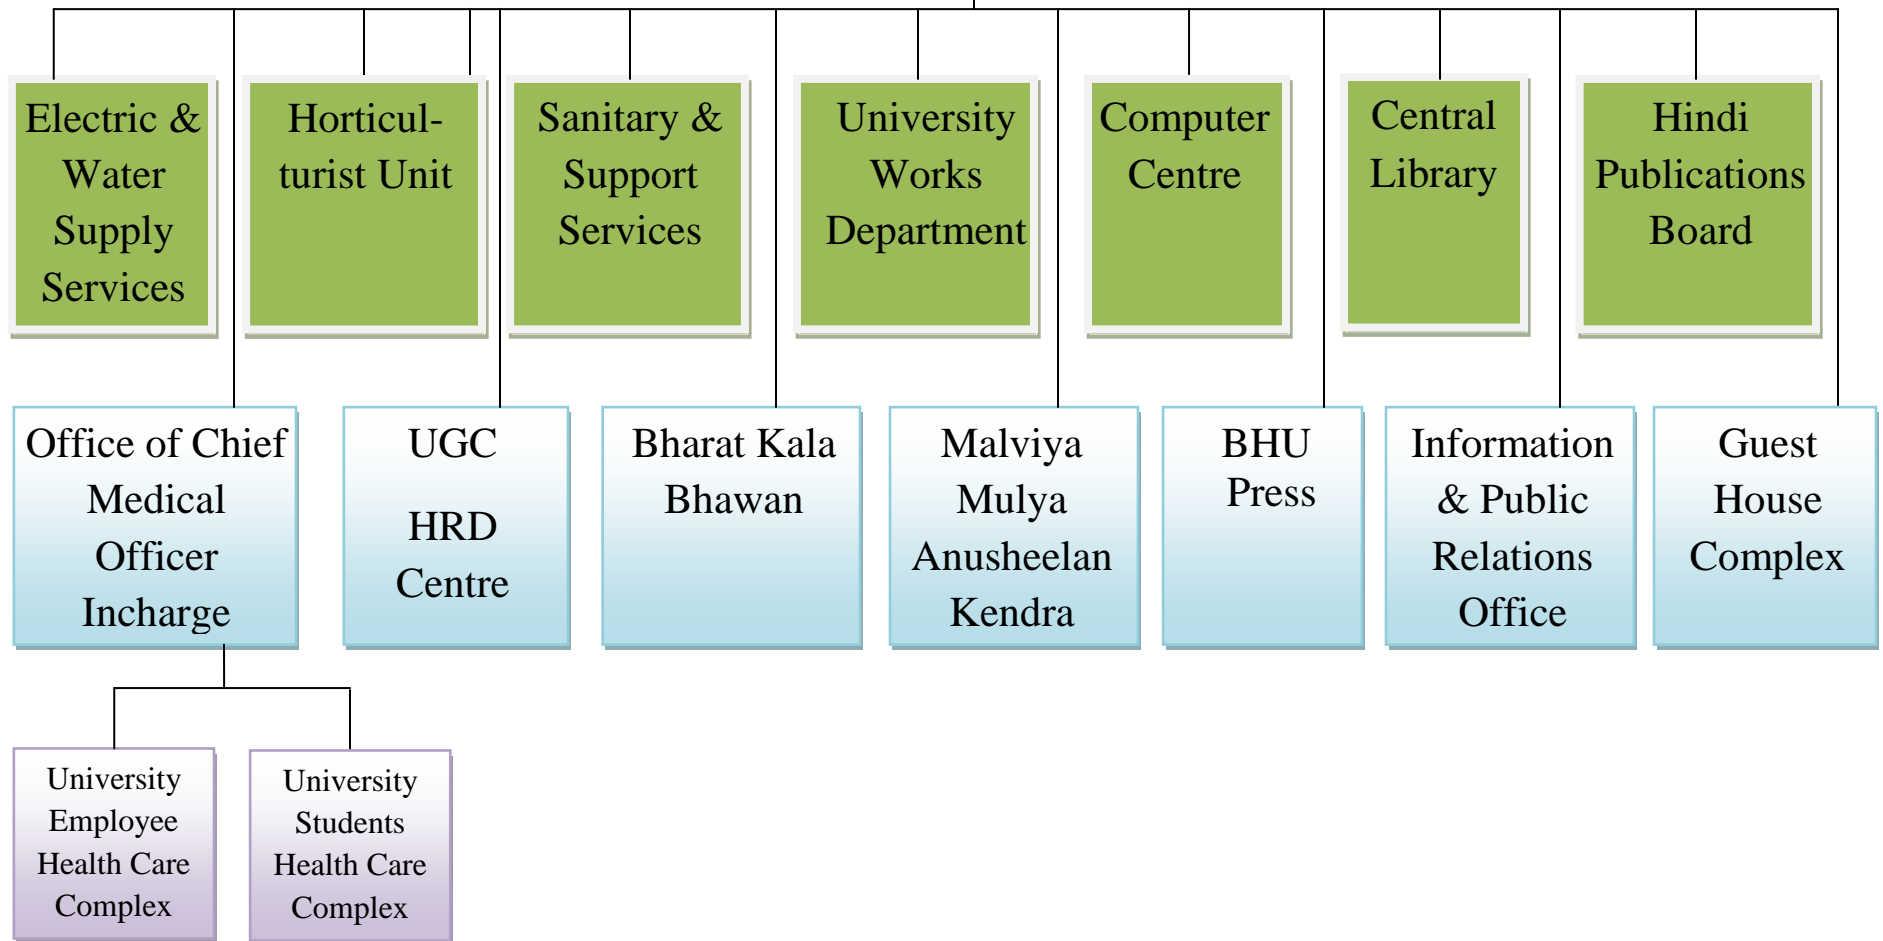 Electric &
Water
Supply
Services
Horticul-
turist Unit
Sanitary &
Support
Services
University
Works
Department
Computer
Centre
Central
Library
Hindi
Publications
Board
Office of Chief
Medical
Officer
Incharge
UGC
HRD
Centre
Bharat Kala
Bhawan
Malviya
Mulya
Anusheelan
Kendra
BHU
Press
Information
& Public
Relations
Office
Guest
House
Complex
University
Employee
Health Care
Complex
University
Students
Health Care
Complex